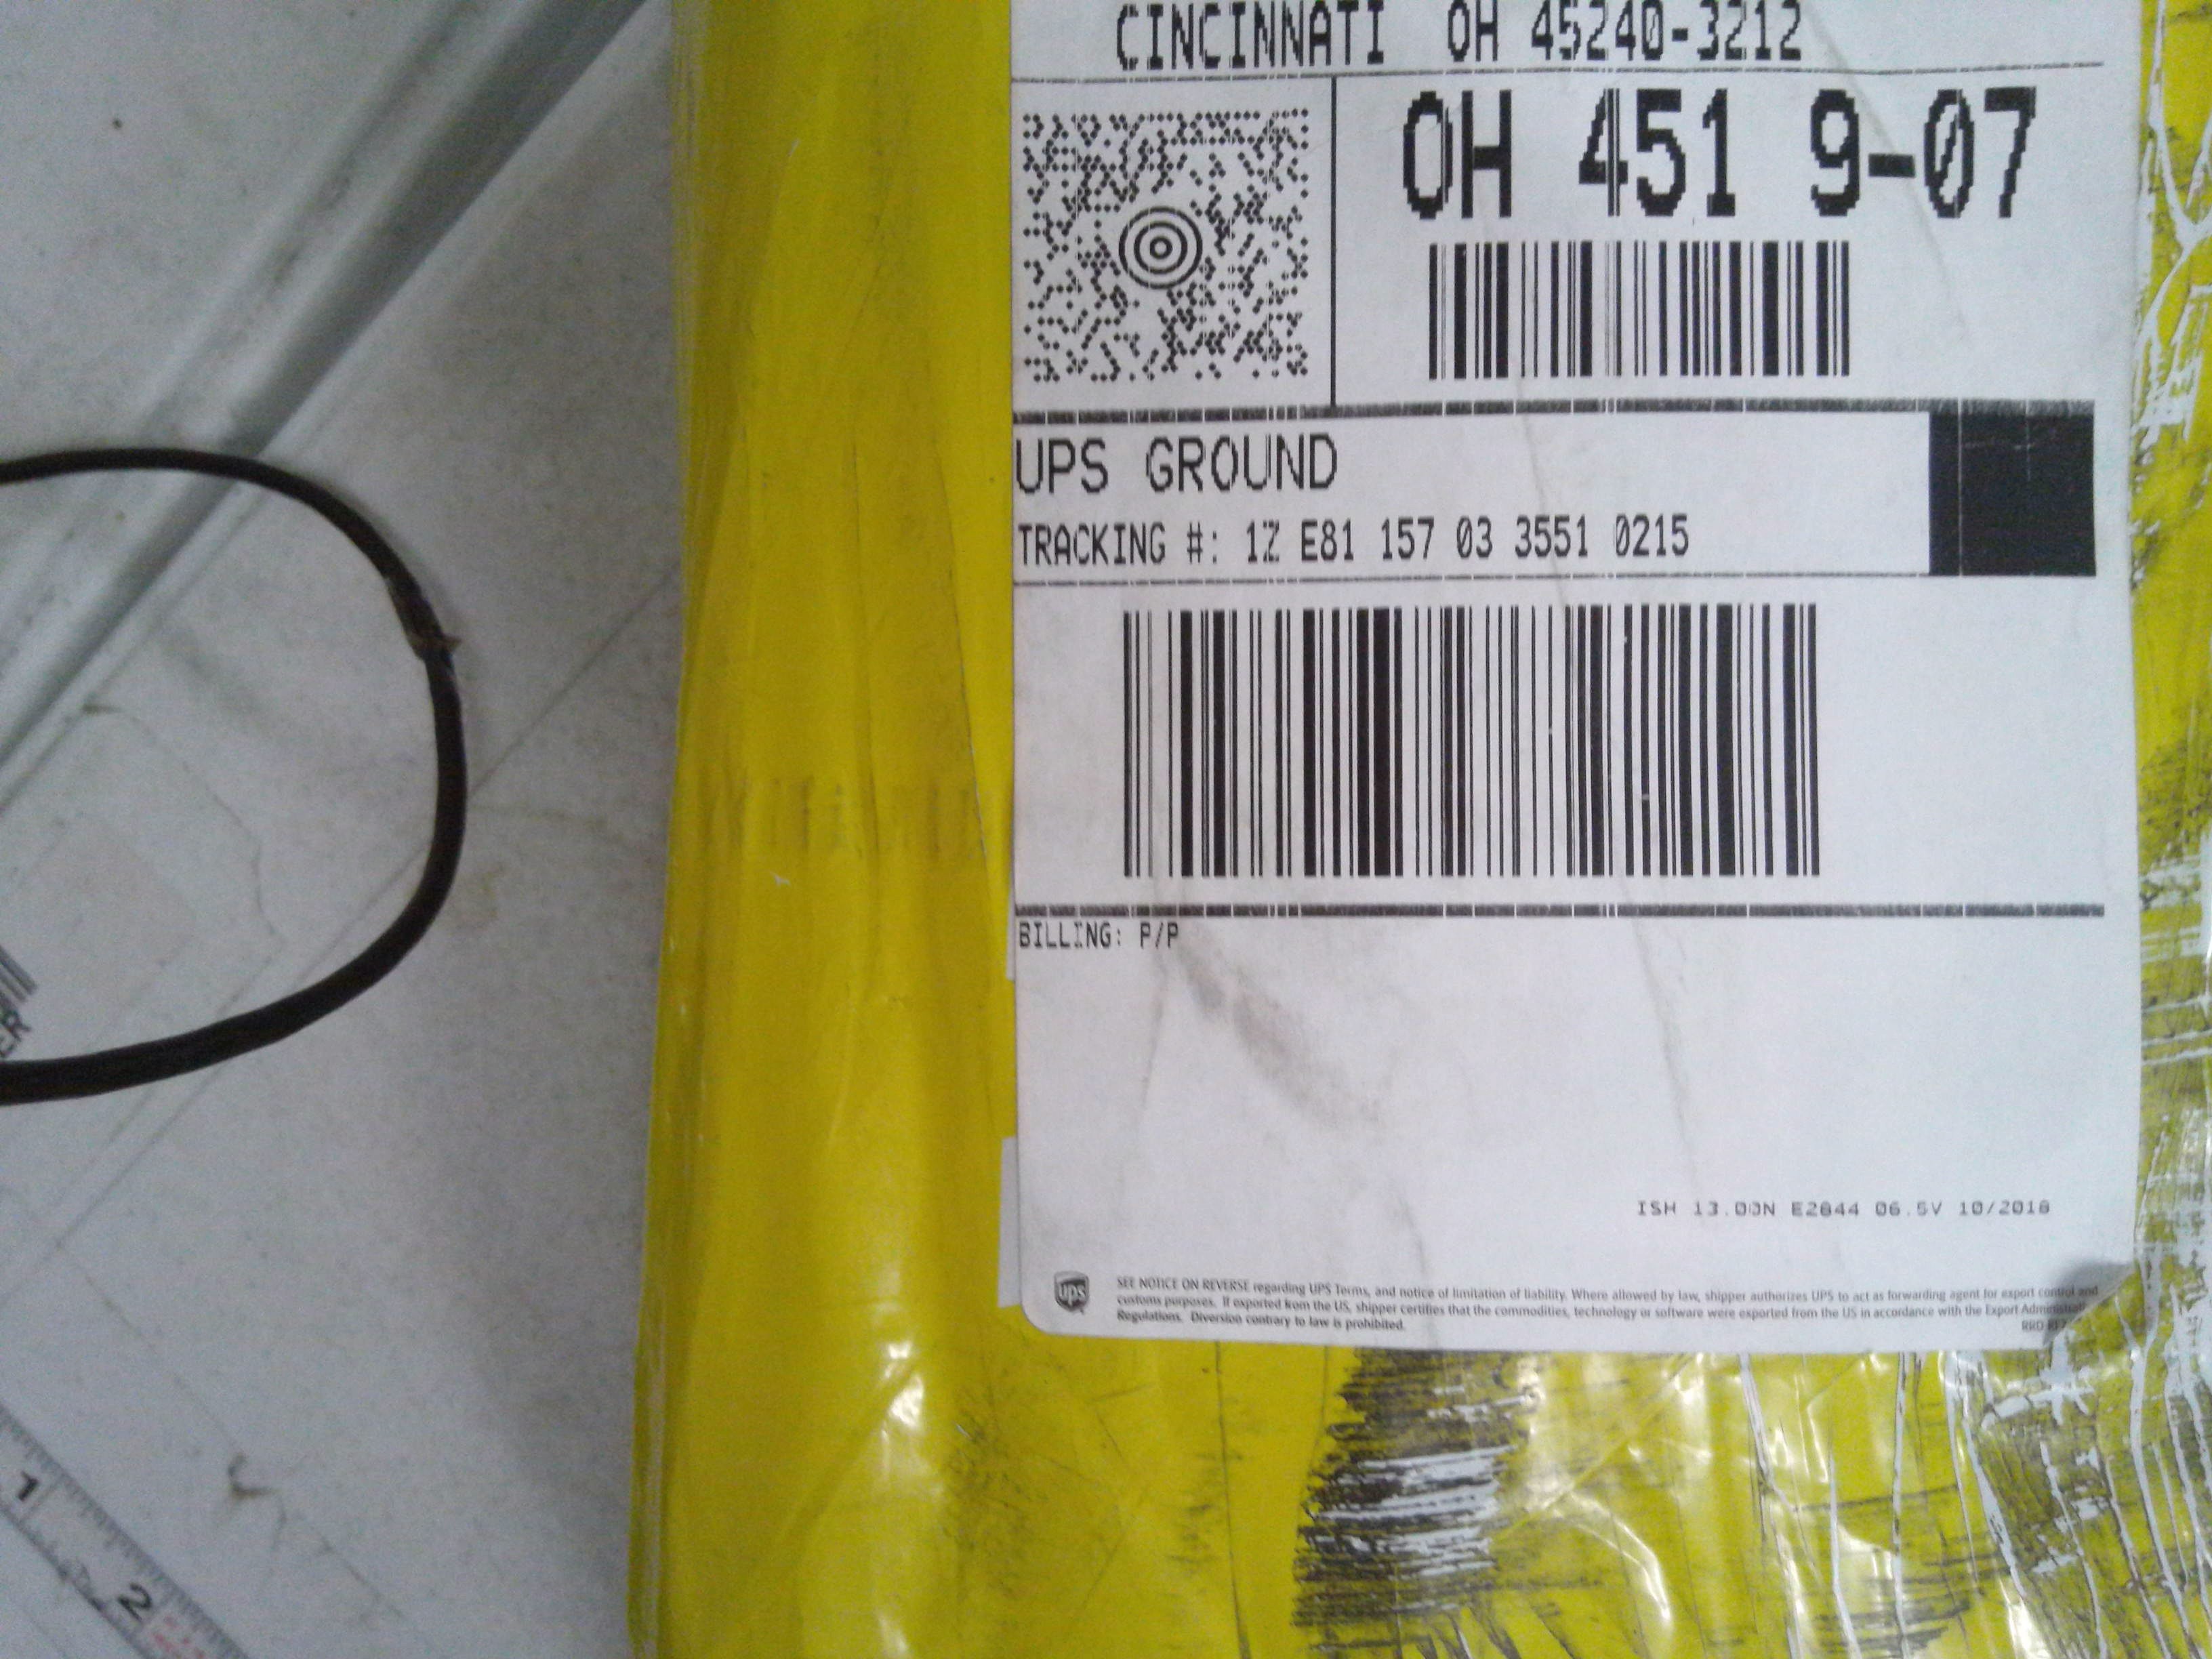 CINCINNATI OH 45240-3212
OH 451 9-07
UPS GROUND
TRACKING #: 1Z E81 157 03 3551 0215
BILLING: P/P
ISH 13.00N E2844 06.5V 10/2018
ups
SEE NOTICE ON REVERSE regarding UPS Terms, and notice of limitation of liability. Where allowed by law, shipper authorizes UPS to act as forwarding agent for export control and
customs purposes. If exported from the US, shipper certifies that the commodities, technology or software were exported from the US in accordance with the Export
Regulations. Diversion contrary to law is prohibited.
RRD
1
2